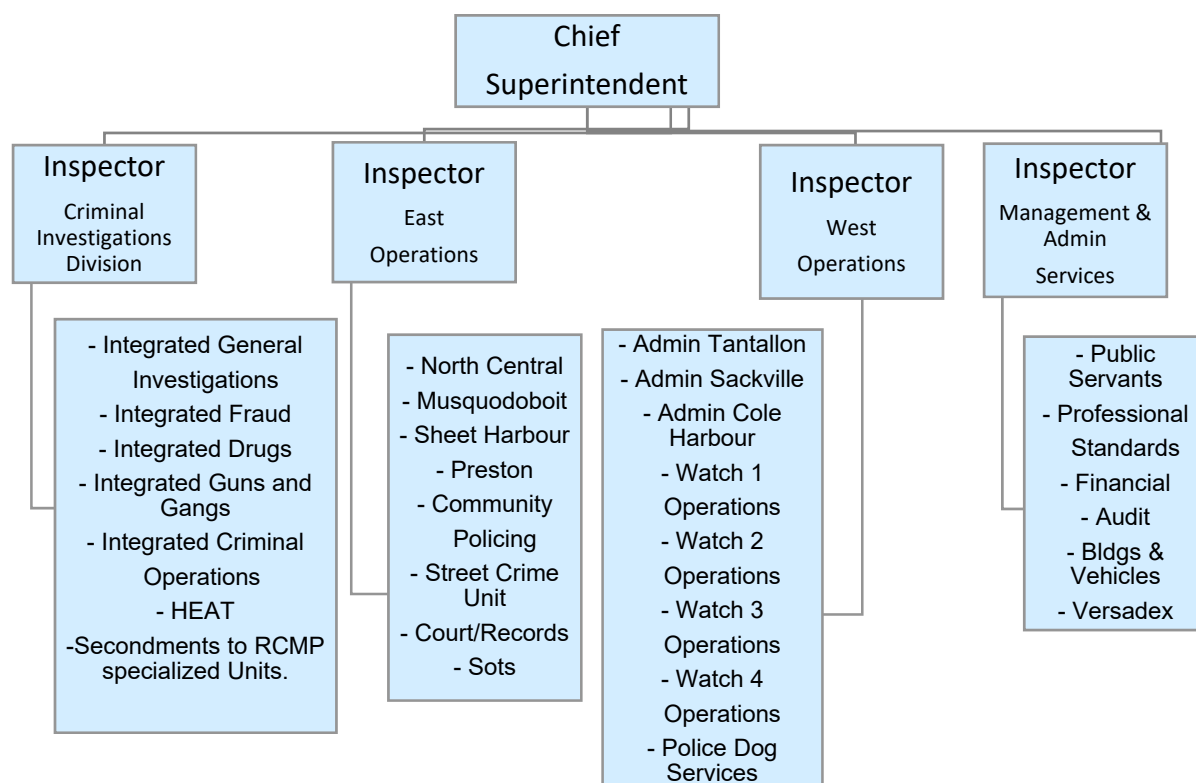 Chief
Superintendent
Inspector
Criminal
Investigations
Division
Inspector
East
Operations
Inspector
West
Operations
Inspector
Management &
Admin
Services
- Integrated General
Investigations
- Integrated Fraud
- Integrated Drugs
- Integrated Guns and
Gangs
- Integrated Criminal
Operations
- HEAT
-Secondments to RCMP
specialized Units.
- North Central
- Musquodoboit
- Sheet Harbour
- Preston
- Community
Policing
- Street Crime
Unit
- Court/Records
- Sots
- Admin Tantallon
- Admin Sackville
- Admin Cole
Harbour
- Watch 1
Operations
- Watch 2
Operations
- Watch 3
Operations
- Watch 4
Operations
- Police Dog
Services
- Public
Servants
- Professional
Standards
- Financial
- Audit
- Bldgs &
Vehicles
- Versadex